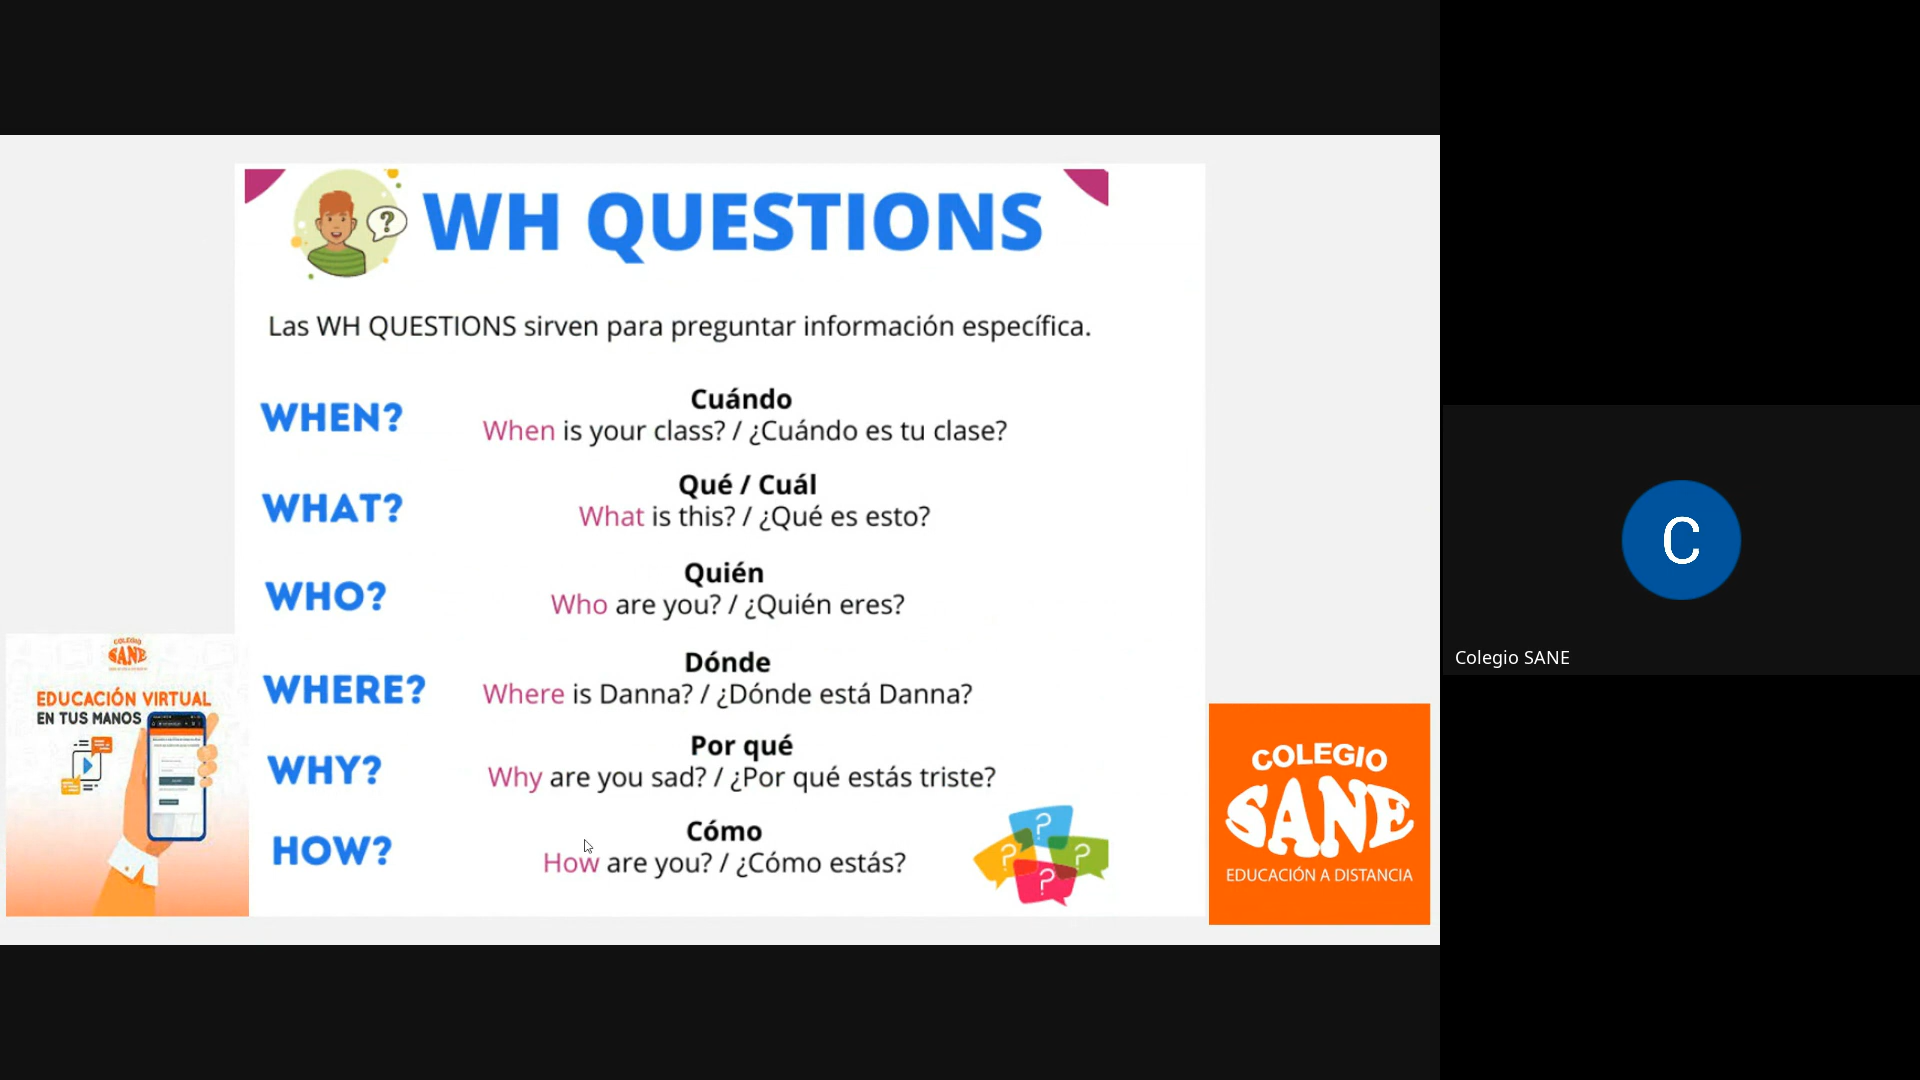 WH QUESTIONS
Las WH QUESTIONS sirven para preguntar información específica.
WHEN?
Cuándo
When is your class? / ¿Cuándo es tu clase?
WHAT?
Qué / Cuál
What is this? / ¿Qué es esto?
WHO?
Quién
Who are you? / ¿Quién eres?
WHERE?
Dónde
Where is Danna? / ¿Dónde está Danna?
WHY?
Por qué
Why are you sad? / ¿Por qué estás triste?
HOW?
Cómo
How are you? / ¿Cómo estás?
COLEGIO
SANE
EDUCACIÓN VIRTUAL
EN TUS MANOS
COLEGIO
SANE
EDUCACIÓN A DISTANCIA
C
Colegio SANE